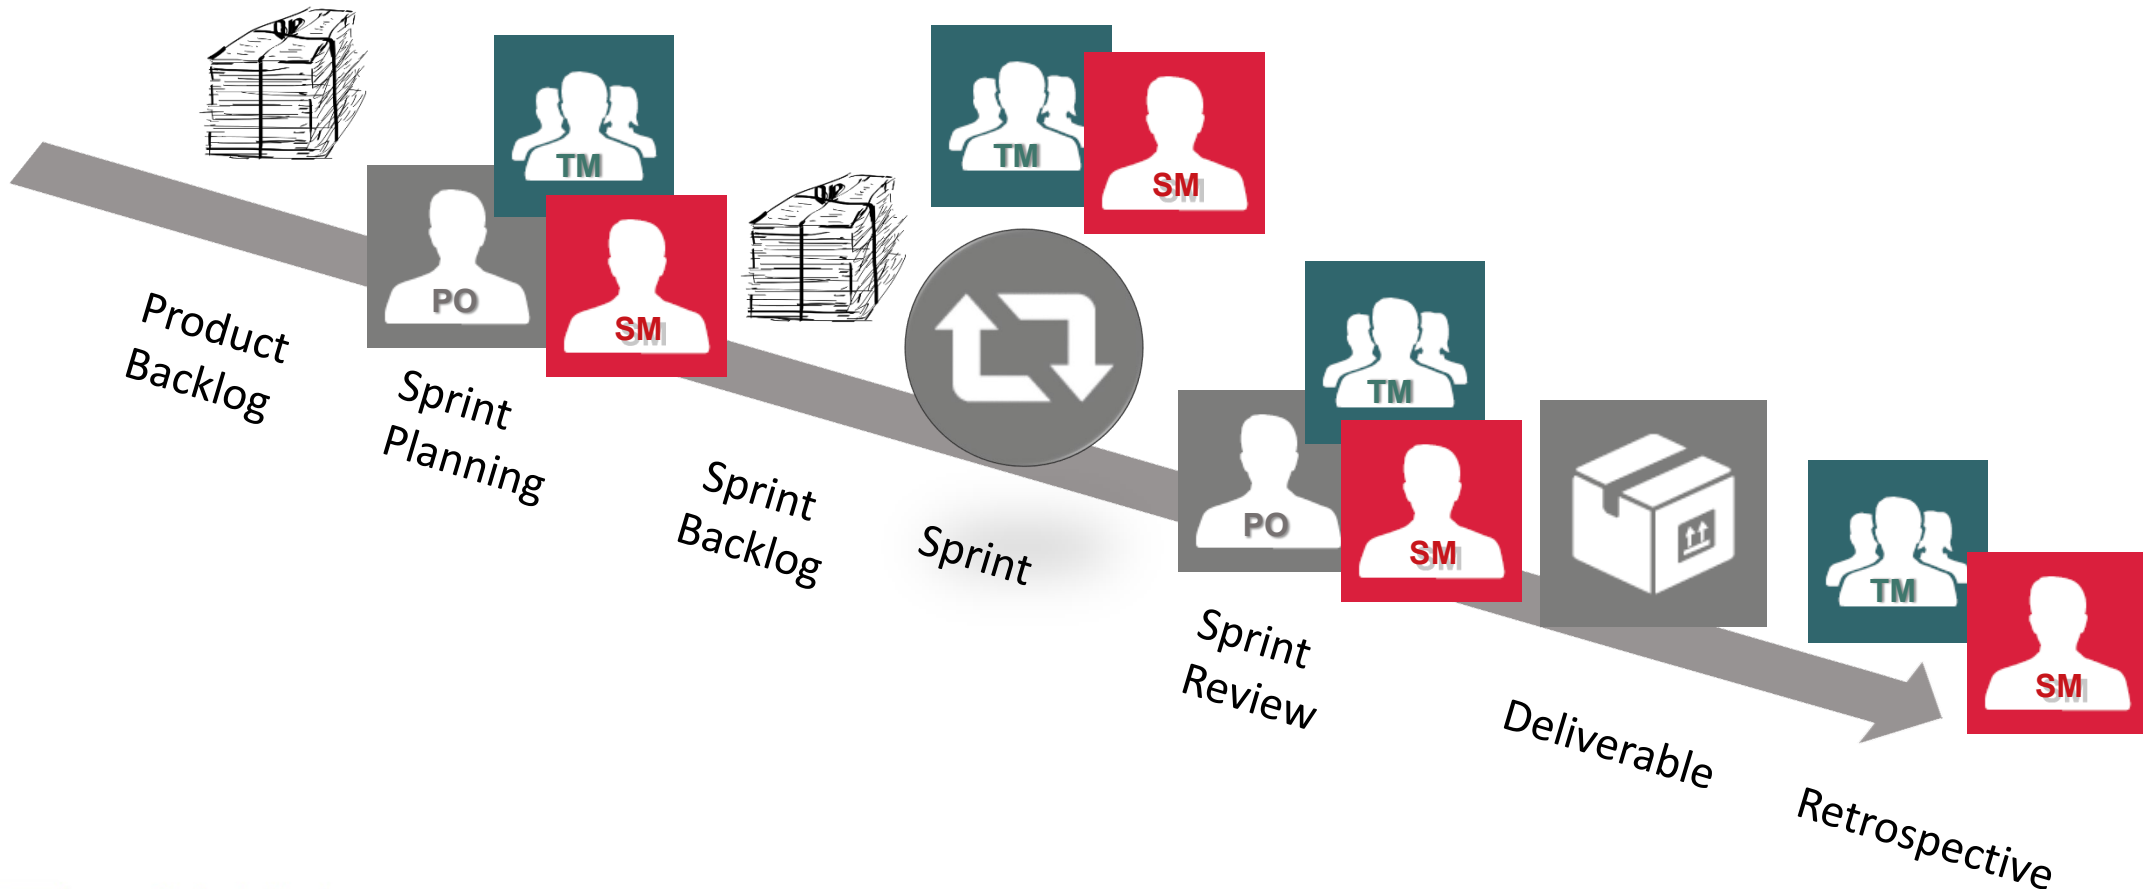 TM
PO
SM
TM
SM
Product
Backlog
Sprint
Planning
Sprint
Backlog
Sprint
TM
PO
SM
Sprint
Review
TM
SM
Deliverable
Retrospective